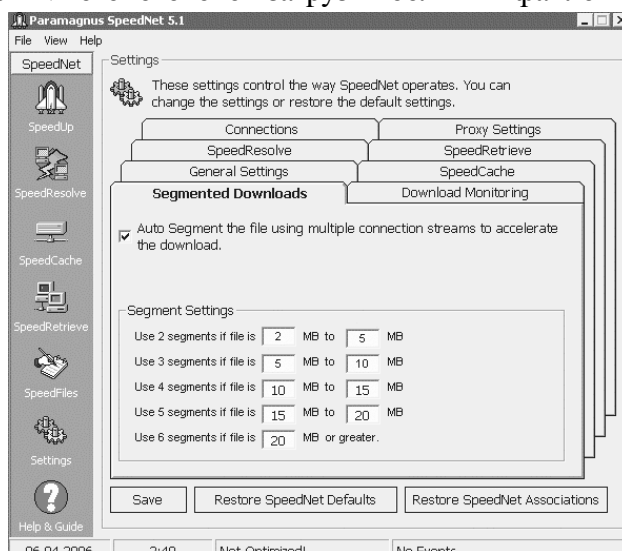 Paramagnus SpeedNet 5.1
File View Help
SpeedNet
SpeedUp
SpeedResolve
SpeedCache
SpeedRetrieve
SpeedFiles
Settings
Help & Guide
Settings
These settings control the way SpeedNet operates. You can
change the settings or restore the default settings.
Connections
Proxy Settings
SpeedResolve
SpeedRetrieve
General Settings
SpeedCache
Segmented Downloads
Download Monitoring
Auto Segment the file using multiple connection streams to accelerate
the download.
Segment Settings
Use 2 segments if file is 2 MB to 5 MB
Use 3 segments if file is 5 MB to 10 MB
Use 4 segments if file is 10 MB to 15 MB
Use 5 segments if file is 15 MB to 20 MB
Use 6 segments if file is 20 MB or greater.
Save
Restore SpeedNet Defaults
Restore SpeedNet Associations
06.04.2006
Not Optimized!
No Events